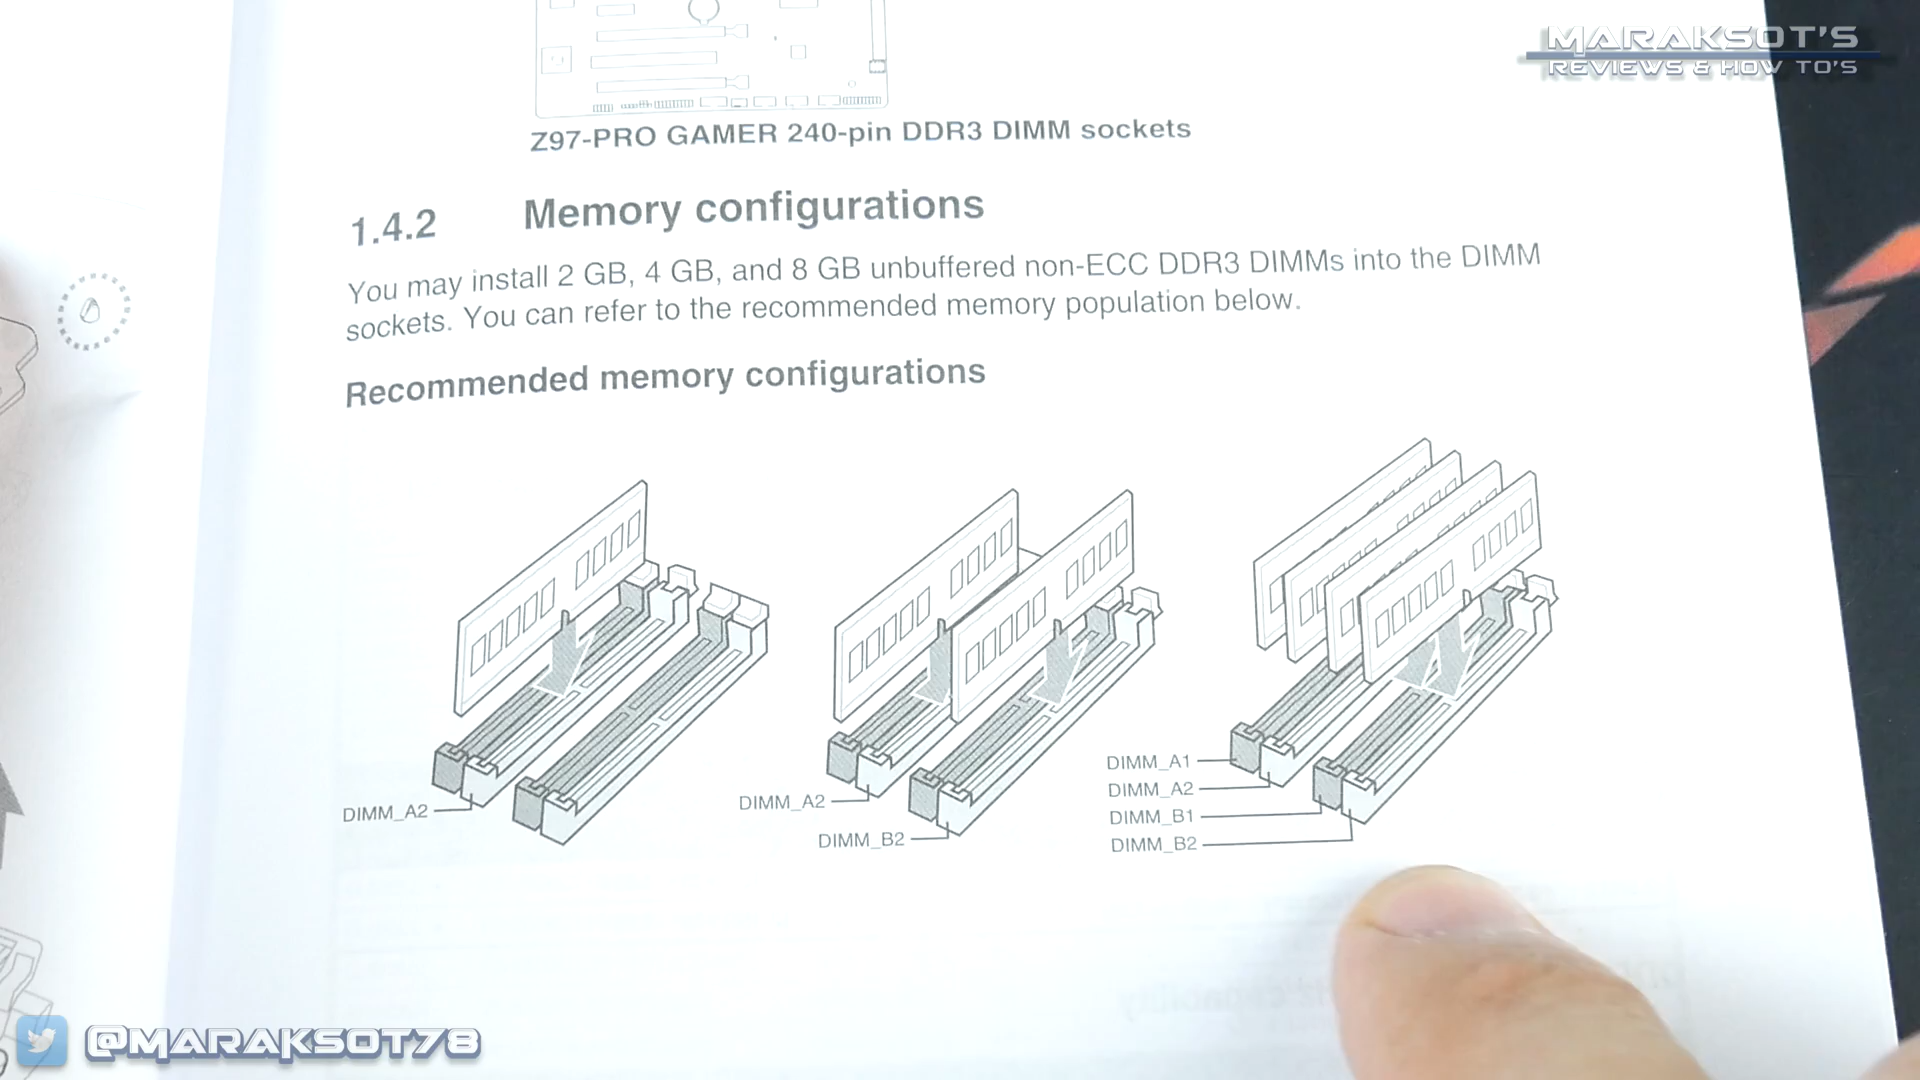 MARAKSOT'S
REVIEWS & HOW TO'S
Z97-PRO GAMER 240-pin DDR3 DIMM sockets
1.4.2 Memory configurations
You may install 2 GB, 4 GB, and 8 GB unbuffered non-ECC DDR3 DIMMs into the DIMM
sockets. You can refer to the recommended memory population below.
Recommended memory configurations
DIMM_A2
DIMM_A2
DIMM_B2
DIMM_A1
DIMM_A2
DIMM_B1
DIMM_B2
@MARAKSOT78